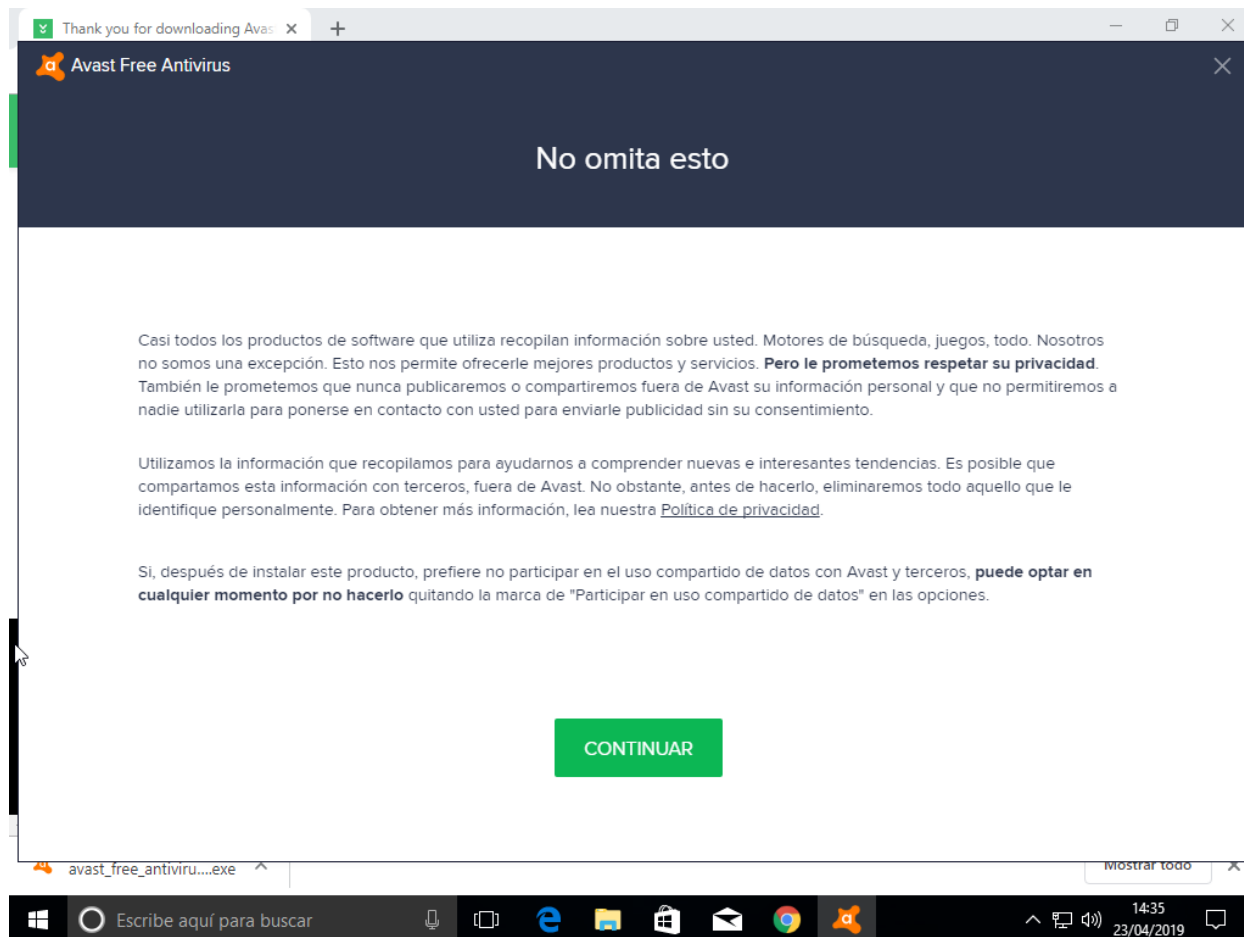 Thank you for downloading Avas
Avast Free Antivirus
No omita esto
Casi todos los productos de software que utiliza recopilan información sobre usted. Motores de búsqueda, juegos, todo. Nosotros
no somos una excepción. Esto nos permite ofrecerle mejores productos y servicios. Pero le prometemos respetar su privacidad.
También le prometemos que nunca publicaremos o compartiremos fuera de Avast su información personal y que no permitiremos a
nadie utilizarla para ponerse en contacto con usted para enviarle publicidad sin su consentimiento.
Utilizamos la información que recopilamos para ayudarnos a comprender nuevas e interesantes tendencias. Es posible que
compartamos esta información con terceros, fuera de Avast. No obstante, antes de hacerlo, eliminaremos todo aquello que le
identifique personalmente. Para obtener más información, lea nuestra Política de privacidad.
Si, después de instalar este producto, prefiere no participar en el uso compartido de datos con Avast y terceros, puede optar en
cualquier momento por no hacerlo quitando la marca de "Participar en uso compartido de datos" en las opciones.
CONTINUAR
avast_free_antiviru....exe
Mostrar todo
Escribe aquí para buscar
14:35
23/04/2019